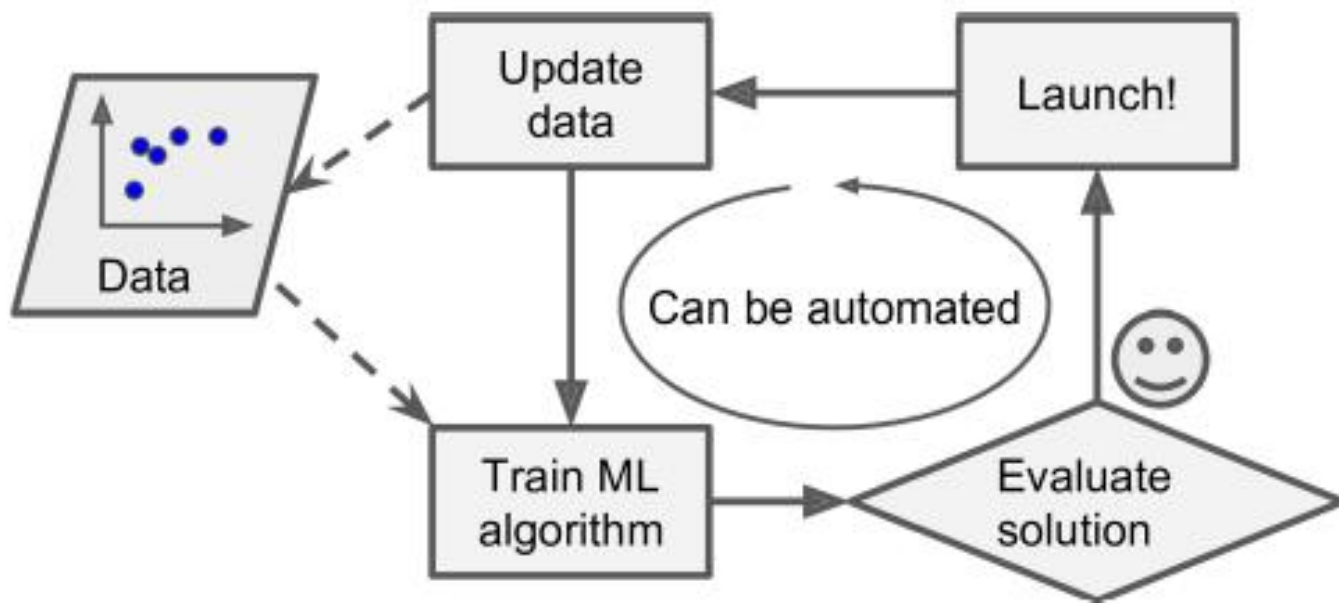 Update
data
Launch!
Data
Can be automated
Train ML
algorithm
Evaluate
solution